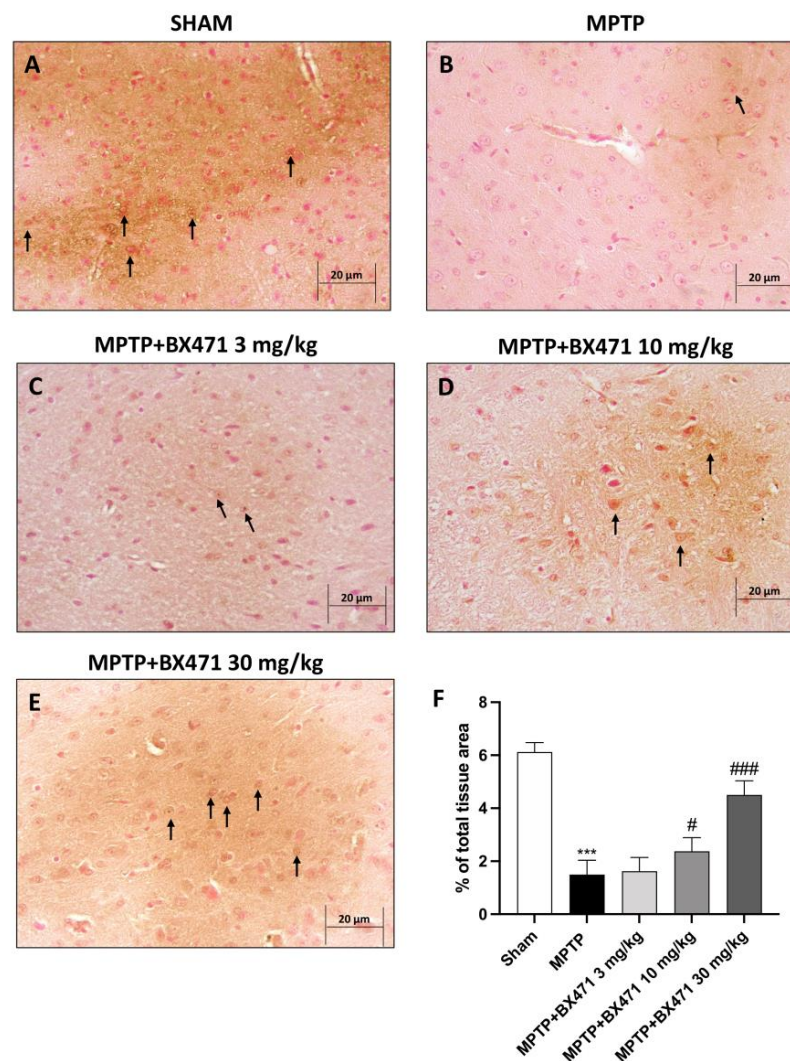 SHAM
MPTP
A
20 µm
B
20 µm
MPTP+BX471 3 mg/kg
MPTP+BX471 10 mg/kg
C
20 µm
D
20 µm
MPTP+BX471 30 mg/kg
E
20 µm
F
% of total tissue area
8
6
4
2
0
***
#
###
Sham
MPTP
MPTP+BX471 3 mg/kg
MPTP+BX471 10 mg/kg
MPTP+BX471 30 mg/kg